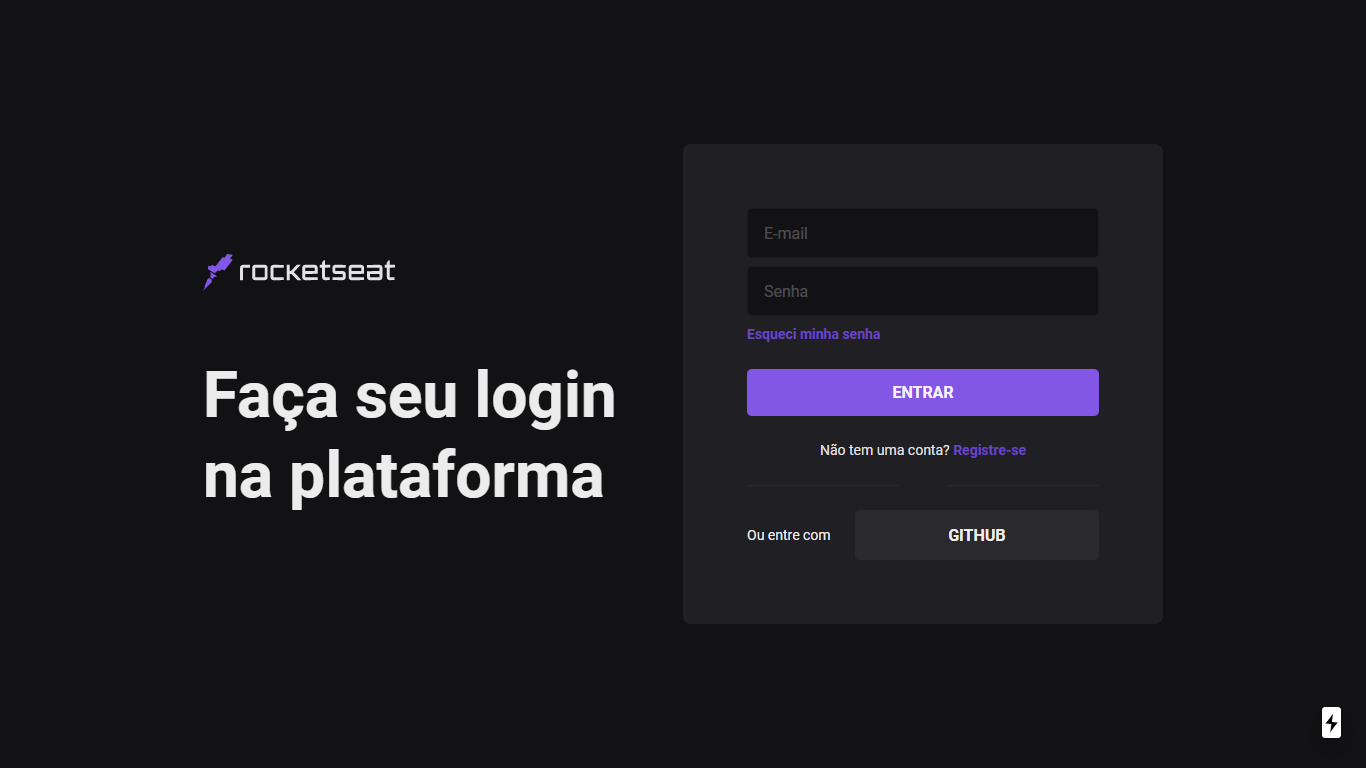 rocketseat
Faça seu login
na plataforma
E-mail
Senha
Esqueci minha senha
ENTRAR
Não tem uma conta? Registre-se
Ou entre com
GITHUB